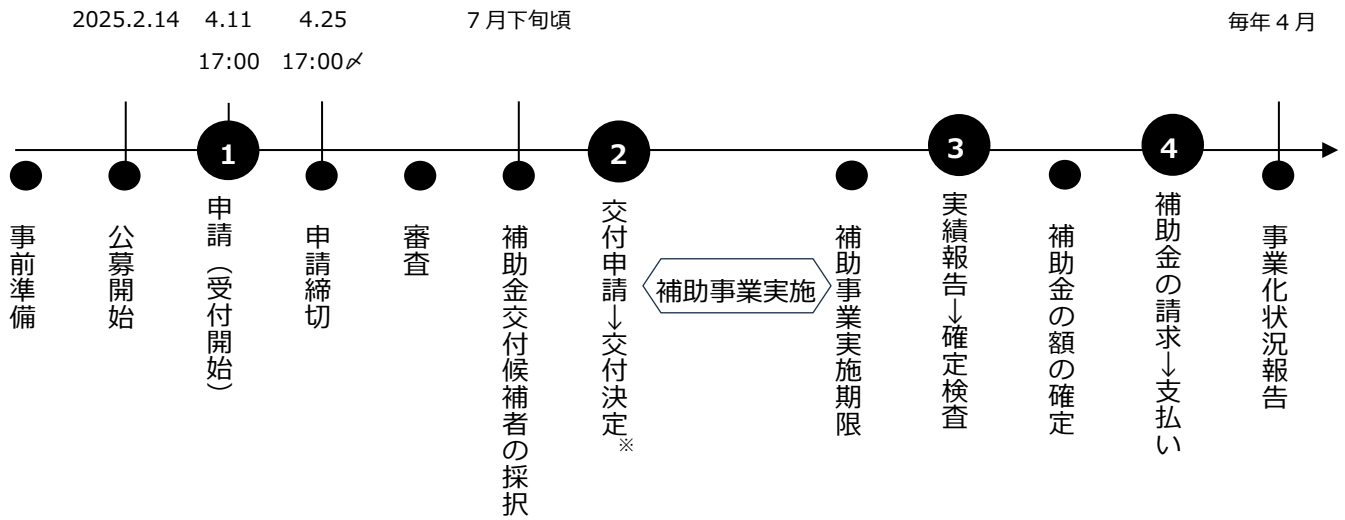 2025.2.14 4.11 4.25 7月下旬頃 毎年4月
17:00 17:00〆
1
2
3
4
事前準備
公募開始
申請（受付開始）
申請締切
審査
補助金交付候補者の採択
交付申請→交付決定※
補助事業実施
補助事業実施期限
実績報告→確定検査
補助金の額の確定
補助金の請求→支払い
事業化状況報告